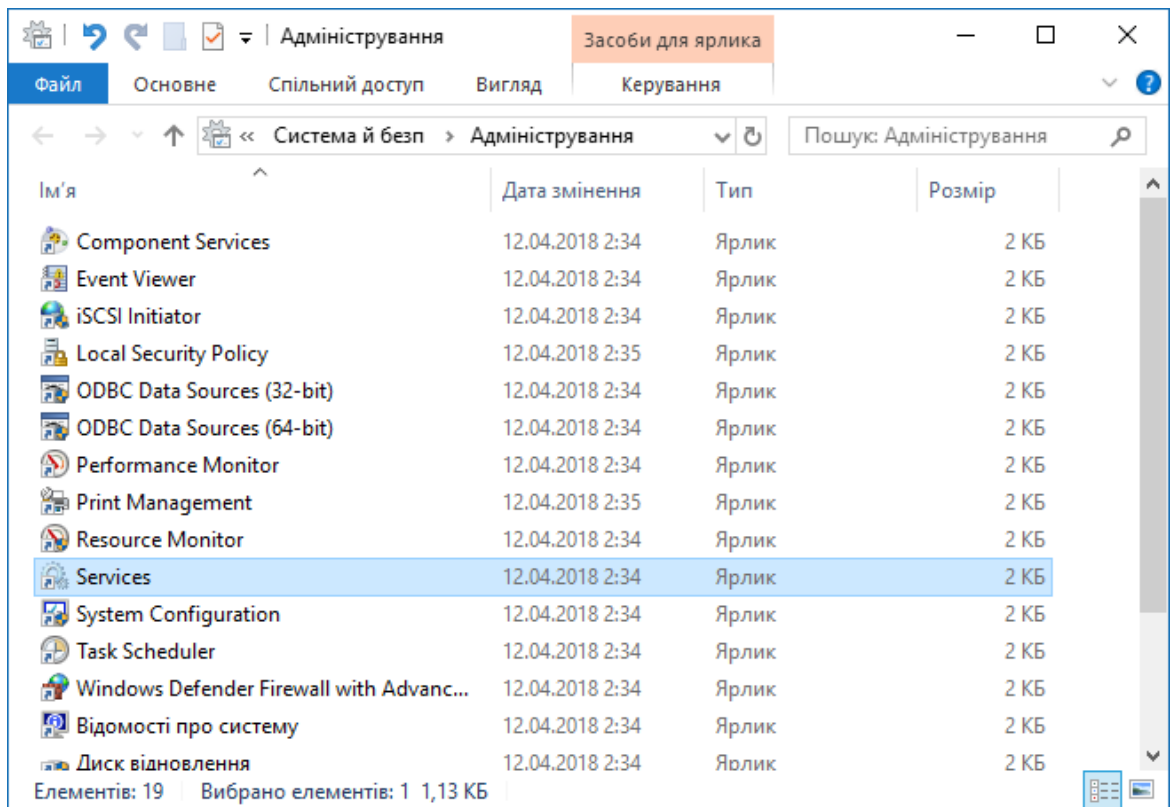 Адміністрування Засоби для ярлика
Файл Основне Спільний доступ Вигляд Керування
« Система й безп > Адміністрування Пошук: Адміністрування
Ім'я Дата змінення Тип Розмір
Component Services 12.04.2018 2:34 Ярлик 2 КБ
Event Viewer 12.04.2018 2:34 Ярлик 2 КБ
iSCSI Initiator 12.04.2018 2:34 Ярлик 2 КБ
Local Security Policy 12.04.2018 2:35 Ярлик 2 КБ
ODBC Data Sources (32-bit) 12.04.2018 2:34 Ярлик 2 КБ
ODBC Data Sources (64-bit) 12.04.2018 2:34 Ярлик 2 КБ
Performance Monitor 12.04.2018 2:34 Ярлик 2 КБ
Print Management 12.04.2018 2:35 Ярлик 2 КБ
Resource Monitor 12.04.2018 2:34 Ярлик 2 КБ
Services 12.04.2018 2:34 Ярлик 2 КБ
System Configuration 12.04.2018 2:34 Ярлик 2 КБ
Task Scheduler 12.04.2018 2:34 Ярлик 2 КБ
Windows Defender Firewall with Advanc... 12.04.2018 2:34 Ярлик 2 КБ
Відомості про систему 12.04.2018 2:34 Ярлик 2 КБ
Диск відновлення 12.04.2018 2:34 Ярлик 2 КБ
Елементів: 19 Вибрано елементів: 1 1,13 КБ